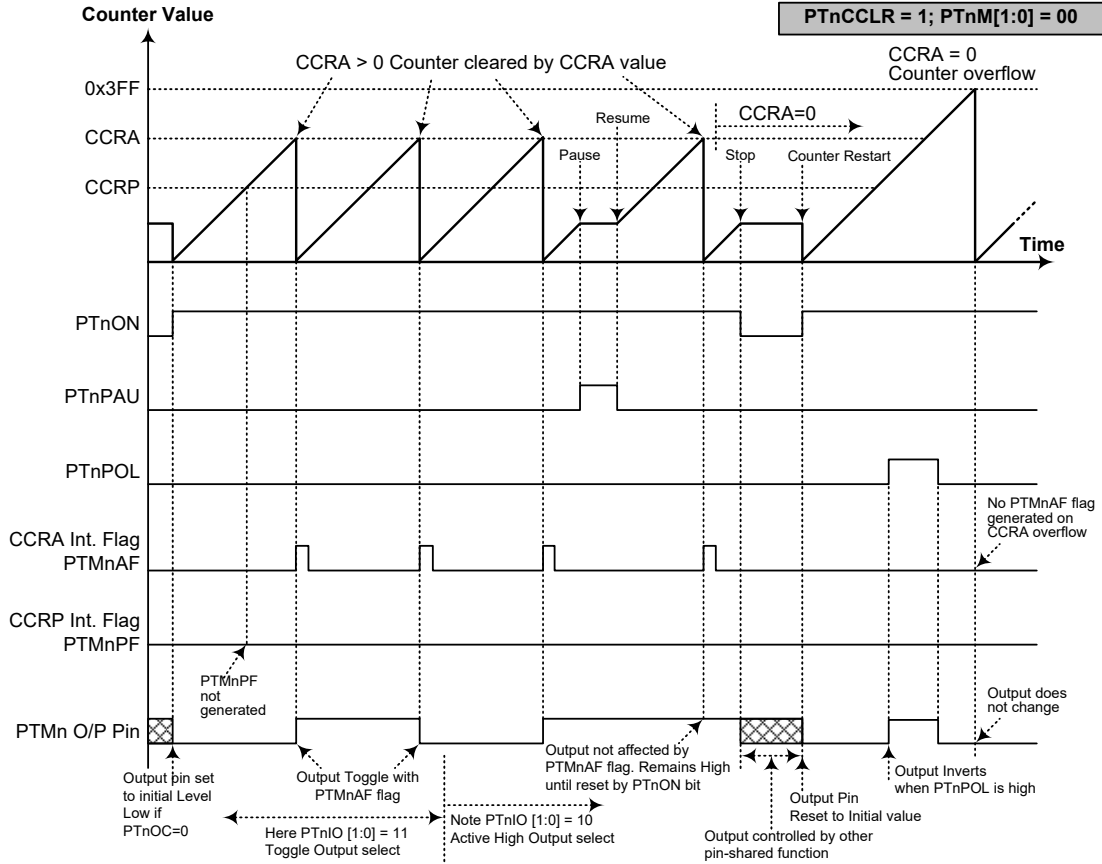 Counter Value
PTnCCLR = 1; PTnM[1:0] = 00
CCRA > 0 Counter cleared by CCRA value
CCRA = 0
Counter overflow
0x3FF
CCRA
CCRP
Resume
CCRA=0
Pause
Stop
Counter Restart
Time
PTnON
PTnPAU
PTnPOL
No PTMnAF flag
generated on
CCRA overflow
CCRA Int. Flag
PTMnAF
CCRP Int. Flag
PTMnPF
PTMnPF
not
generated
Output does
not change
PTMn O/P Pin
Output pin set
to initial Level
Low if
PTnOC=0
Output Toggle with
PTMnAF flag
Here PTnIO [1:0] = 11
Toggle Output select
Output not affected by
PTMnAF flag. Remains High
until reset by PTnON bit
Note PTnIO [1:0] = 10
Active High Output select
Output controlled by other
pin-shared function
Output Pin
Reset to Initial value
Output Inverts
when PTnPOL is high